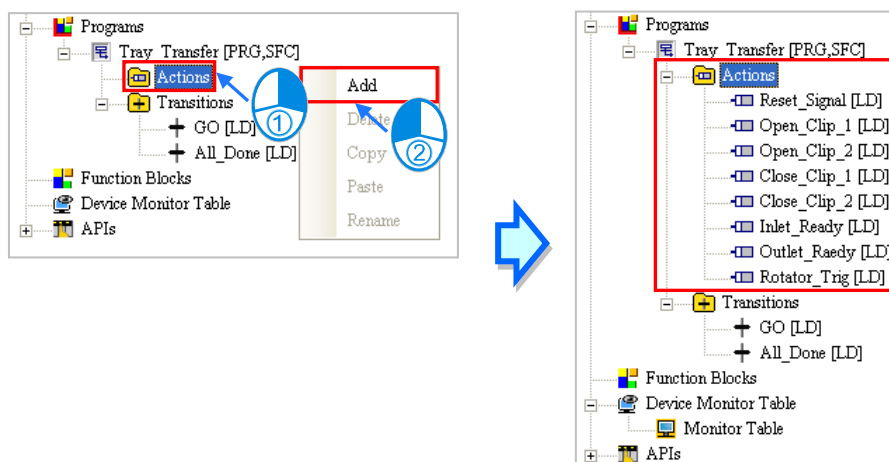 Programs
Tray_Transfer [PRG,SFC]
Actions
Transitions
GO [LD]
All_Done [LD]
Function Blocks
Device Monitor Table
APIs
Add
Delete
Copy
Paste
Rename
1
2
Programs
Tray_Transfer [PRG,SFC]
Actions
Reset_Signal [LD]
Open_Clip_1 [LD]
Open_Clip_2 [LD]
Close_Clip_1 [LD]
Close_Clip_2 [LD]
Inlet_Ready [LD]
Outlet_Raedy [LD]
Rotator_Trig [LD]
Transitions
GO [LD]
All_Done [LD]
Function Blocks
Device Monitor Table
Monitor Table
APIs